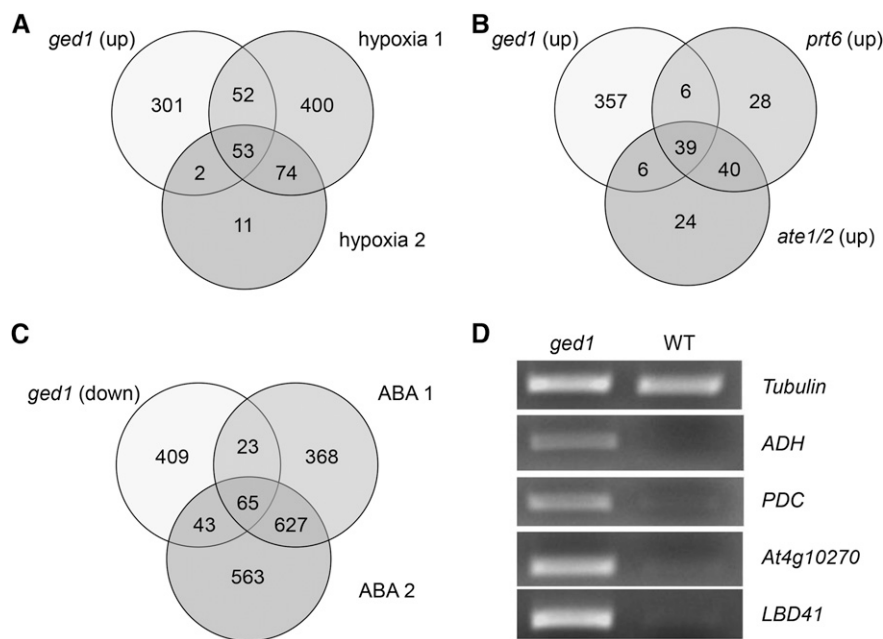 A
ged1 (up)
hypoxia 1
301
52
400
53
2
74
11
hypoxia 2
B
ged1 (up)
prt6 (up)
357
6
28
39
6
40
24
ate1/2 (up)
C
ged1 (down)
ABA 1
409
23
368
65
43
627
563
ABA 2
D
ged1 WT
Tubulin
ADH
PDC
At4g10270
LBD41